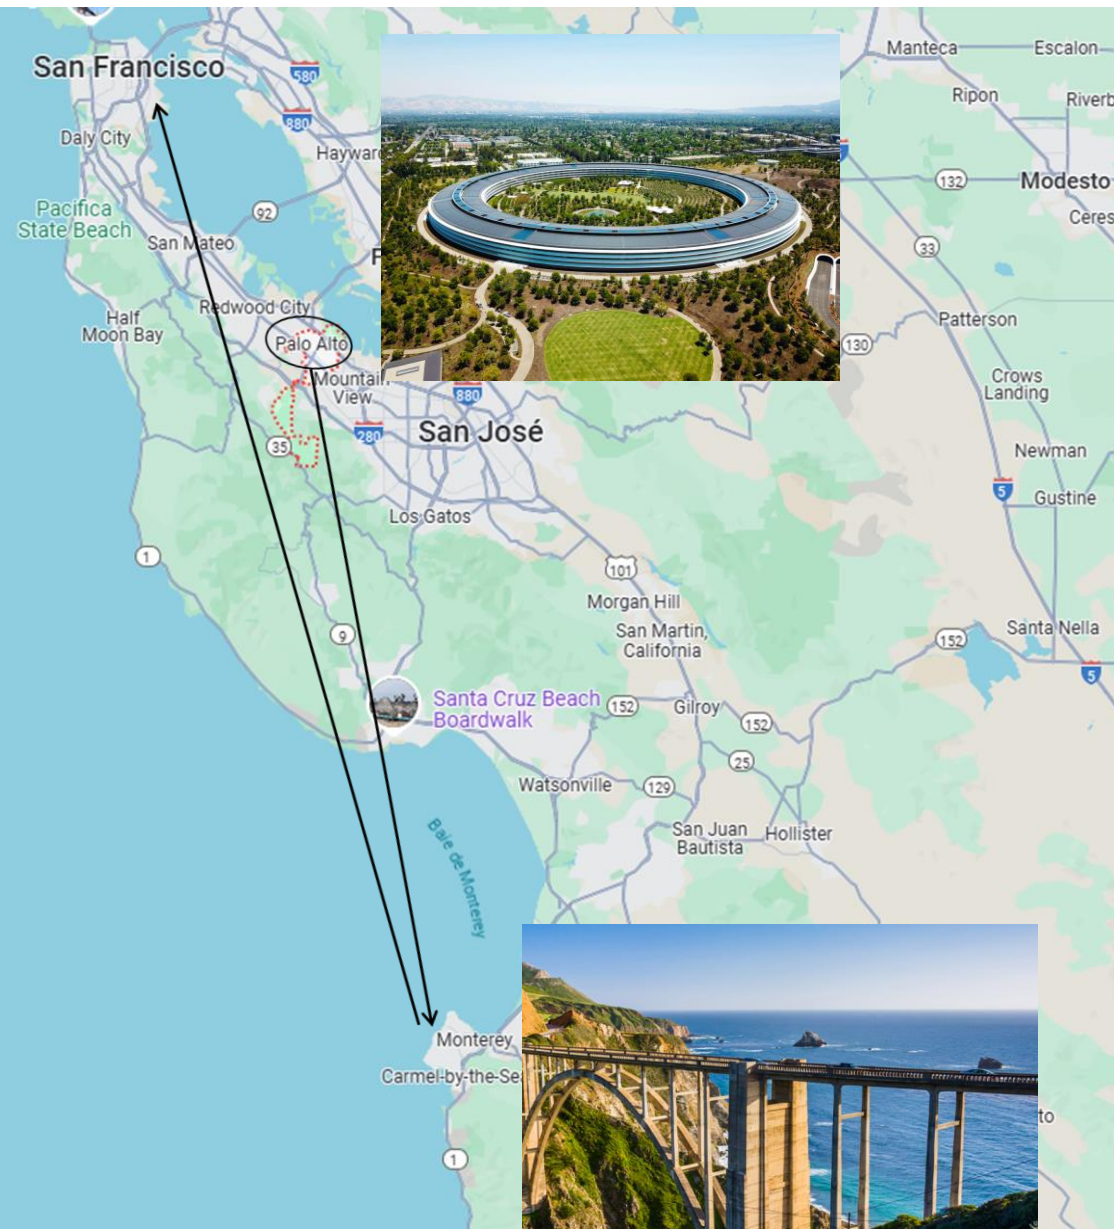 San Francisco
580
Manteca
Escalon
880
Ripon
Riverb
Daly City
Hayward
132
Modesto
Pacifica
State Beach
92
Ceres
San Mateo
33
F
Redwood City
Half
Moon Bay
Patterson
Palo Alto
130
Mountain
View
880
Crows
Landing
280
San José
35
Newman
5
Gustine
Los Gatos
1
101
Morgan Hill
San Martin,
California
9
152
Santa Nella
5
Santa Cruz Beach
Boardwalk
152
Gilroy
152
25
Watsonville
129
San Juan
Bautista
Hollister
Baie de Monterey
Monterey
Carmel-by-the-Se
to
1